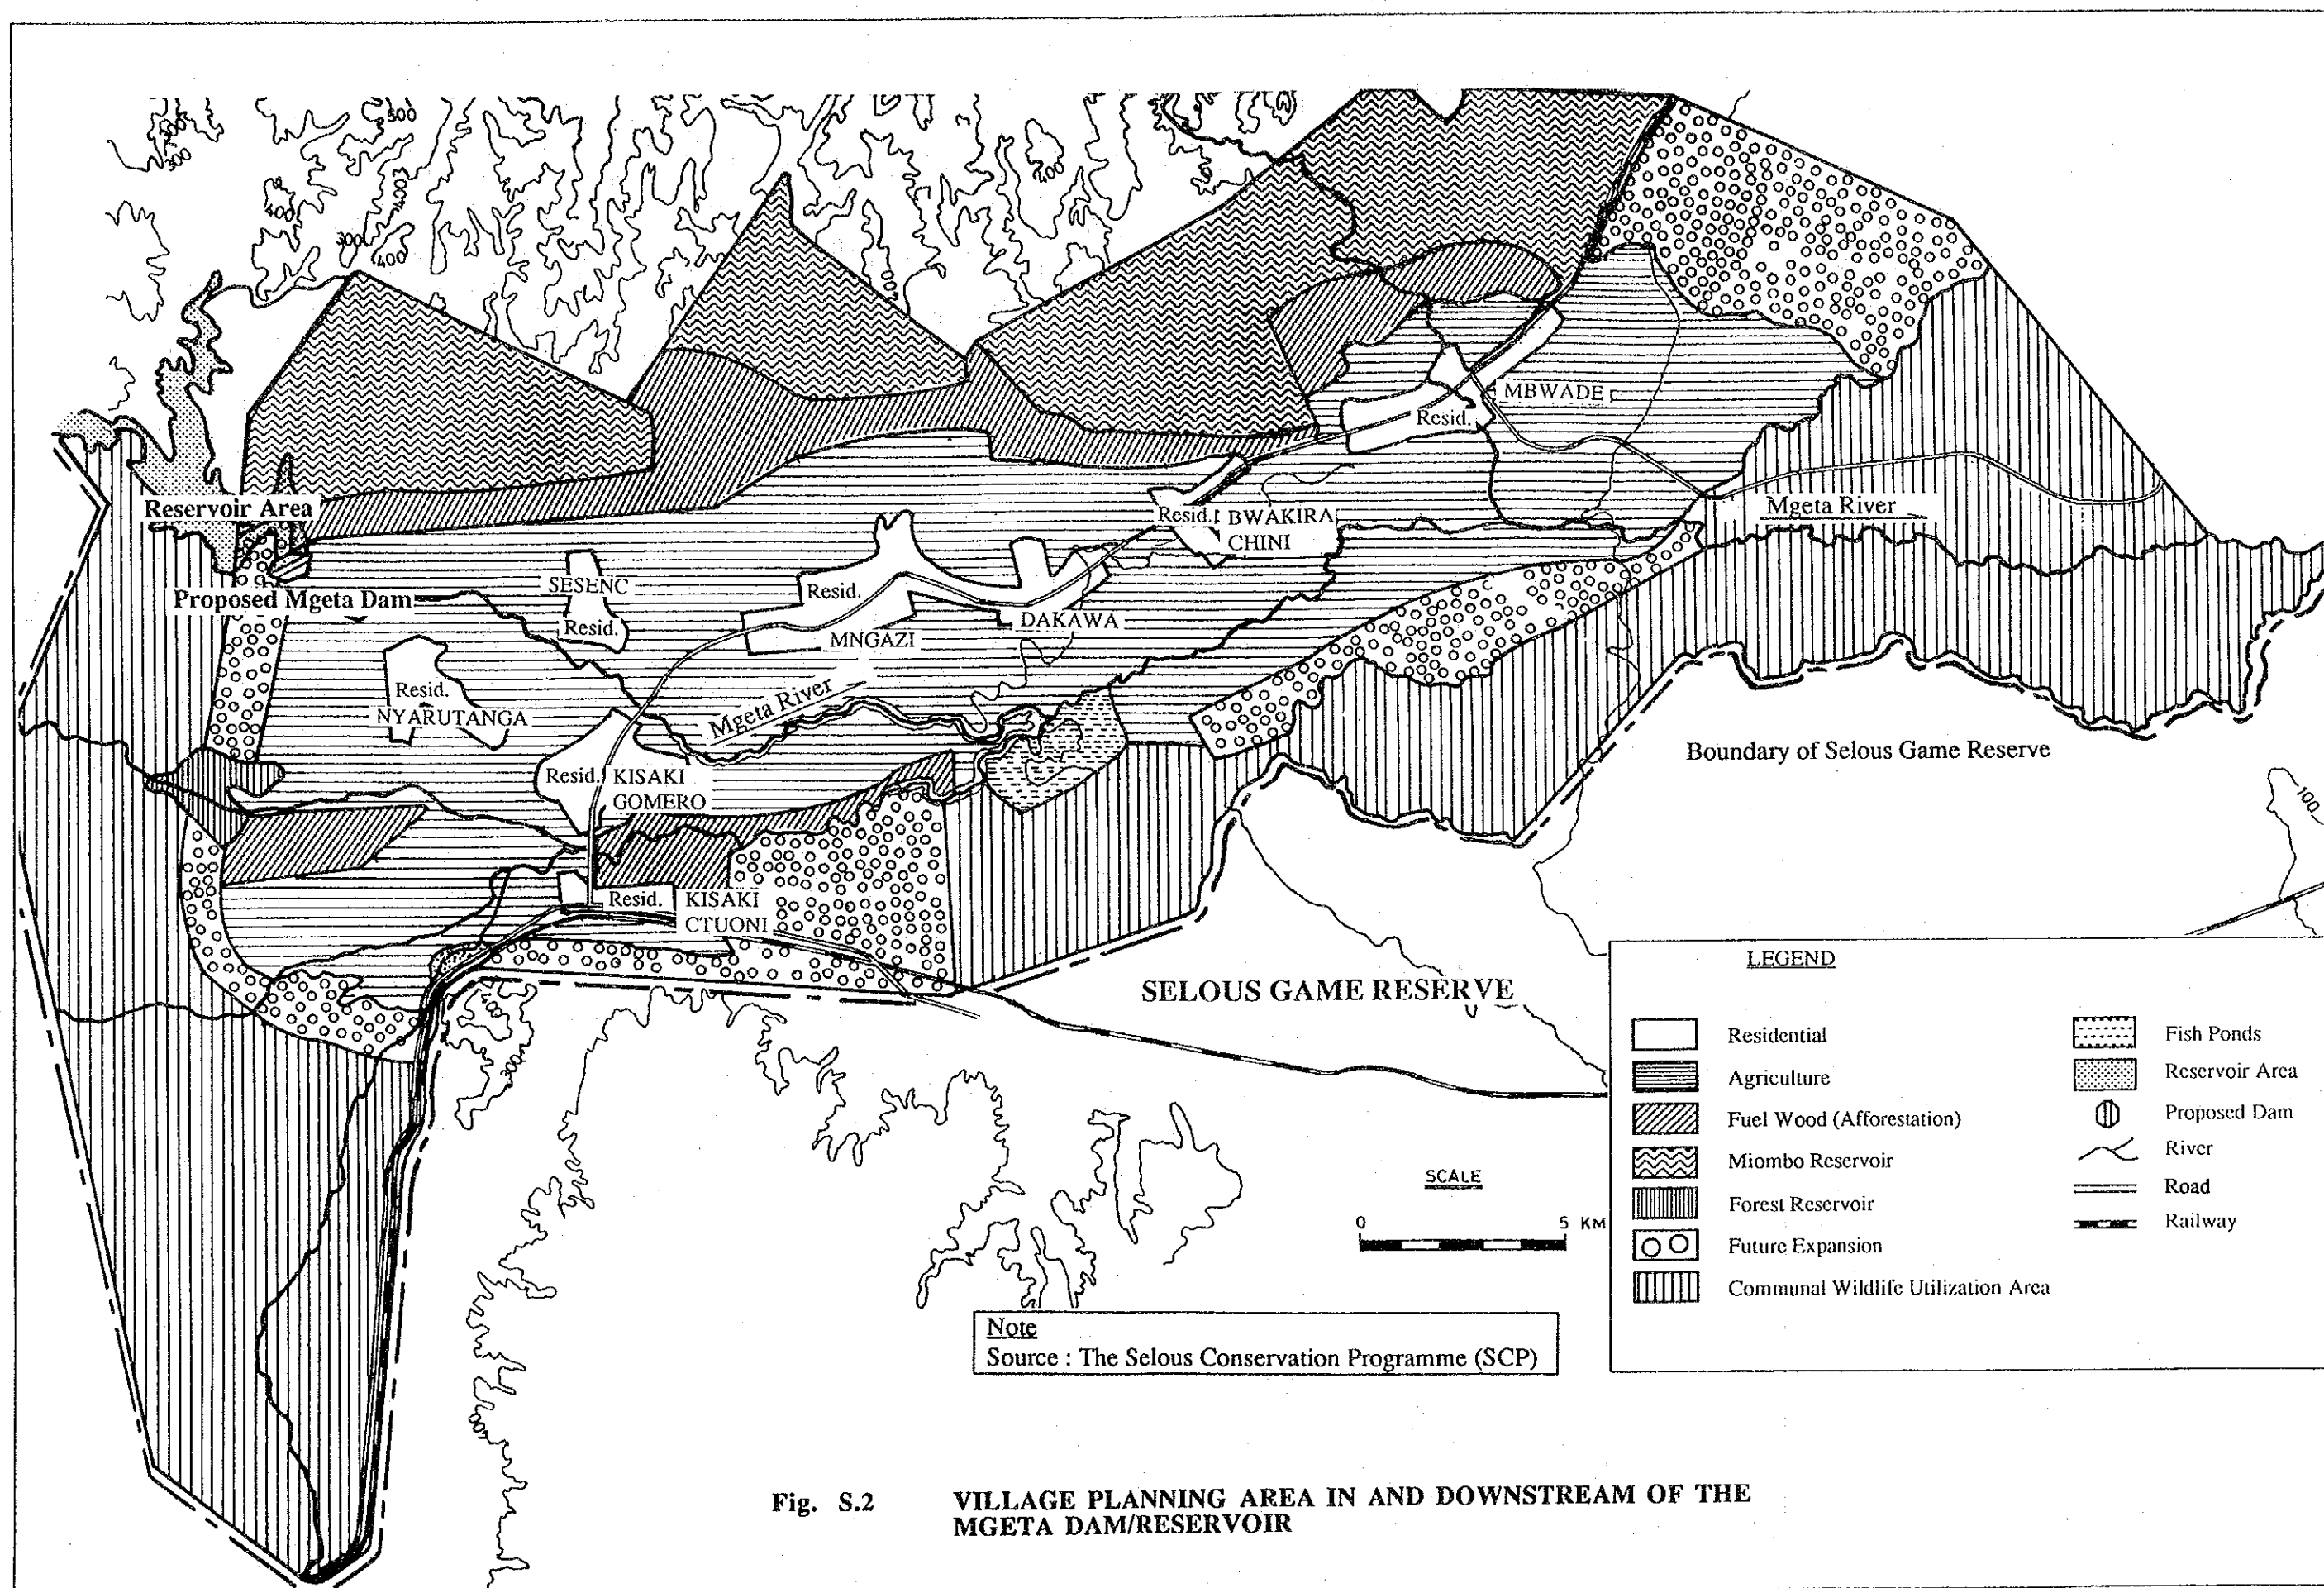 500
300
400
400
400
300
400
400
Reservoir Area
Proposed Mgeta Dam
SESENC
Resid.
Resid.
NYARUTANGA
Resid.
MNGAZI
DAKAWA
Resid.
BWAKIRA
CHINI
Resid.
MBWADE
Mgeta River
Mgeta River
Resid.
KISAKI
GOMERO
Resid.
KISAKI
CTUONI
Boundary of Selous Game Reserve
100
SELOUS GAME RESERVE
LEGEND
Residential
Agriculture
Fuel Wood (Afforestation)
Miombo Reservoir
Forest Reservoir
Future Expansion
Communal Wildlife Utilization Area
Fish Ponds
Reservoir Area
Proposed Dam
River
Road
Railway
SCALE
0 5 KM
Note
Source : The Selous Conservation Programme (SCP)
Fig. S.2 VILLAGE PLANNING AREA IN AND DOWNSTREAM OF THE
MGETA DAM/RESERVOIR